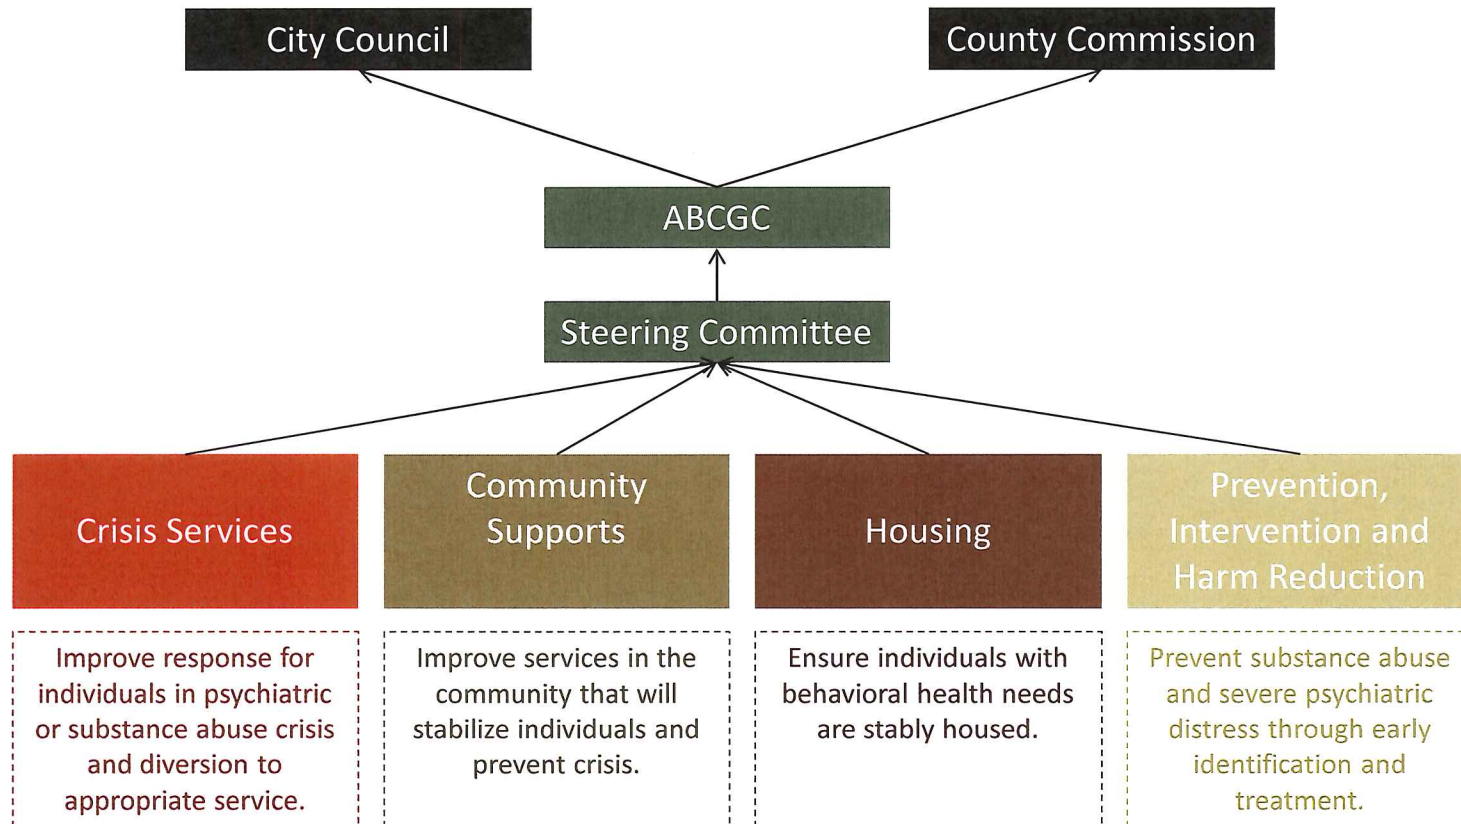 City Council
County Commission
ABCGC
Steering Committee
Crisis Services
Community
Supports
Housing
Prevention,
Intervention and
Harm Reduction
Improve response for
individuals in psychiatric
or substance abuse crisis
and diversion to
appropriate service.
Improve services in the
community that will
stabilize individuals and
prevent crisis.
Ensure individuals with
behavioral health needs
are stably housed.
Prevent substance abuse
and severe psychiatric
distress through early
identification and
treatment.